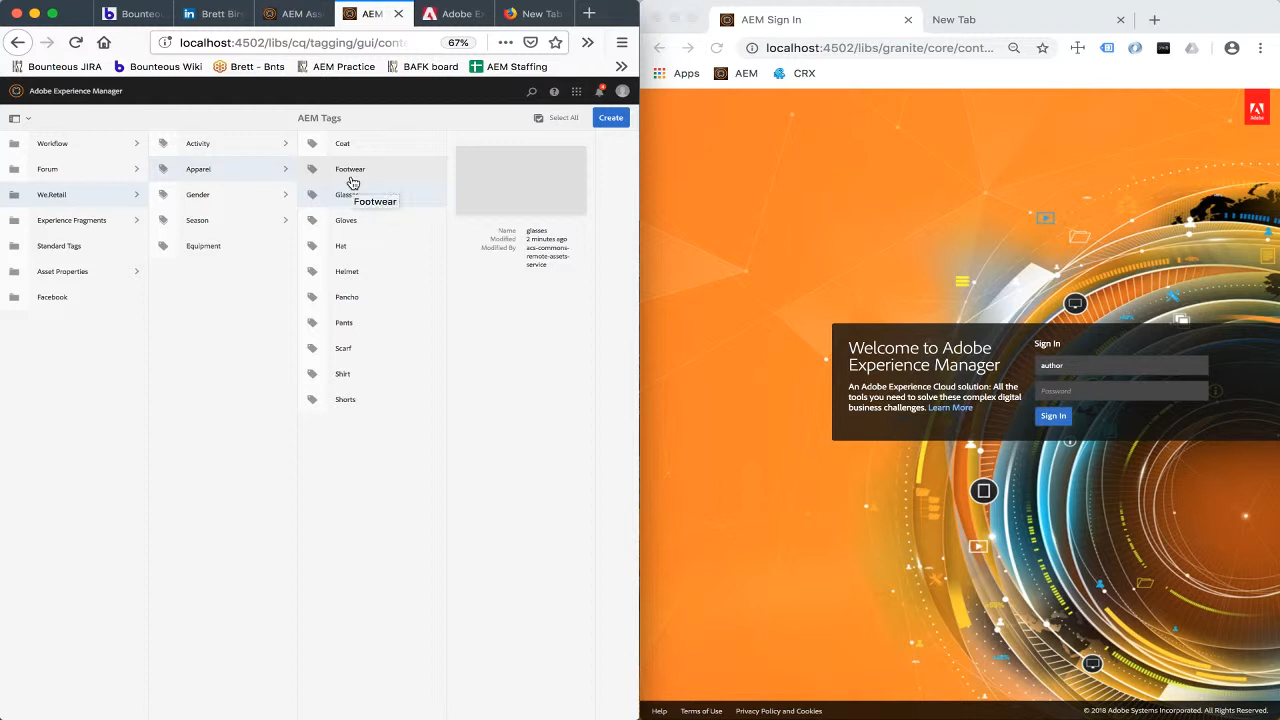 Bounteous
Brett Bir
AEM Ass
AEM
Adobe Ex
New Tab
localhost:4502/libs/cq/tagging/gui/cont
67%
Bounteous JIRA
Bounteous Wiki
Brett - Bnts
AEM Practice
BAFK board
AEM Staffing
Adobe Experience Manager
AEM Tags
Select All
Create
Workflow
Forum
We.Retail
Experience Fragments
Standard Tags
Asset Properties
Facebook
Activity
Apparel
Gender
Season
Equipment
Coat
Footwear
Glasses
Footwear
Gloves
Hat
Helmet
Pancho
Pants
Scarf
Shirt
Shorts
Name glasses
Modified 2 minutes ago
Modified By acs-commons-
remote-assets-
service
AEM Sign In
New Tab
localhost:4502/libs/granite/core/cont...
Apps
AEM
CRX
Adobe
Welcome to Adobe
Experience Manager
An Adobe Experience Cloud solution: All the
tools you need to solve these complex digital
business challenges. Learn More
Sign In
author
Password
Sign In
Help
Terms of Use
Privacy Policy and Cookies
© 2018 Adobe Systems Incorporated. All Rights Reserved.